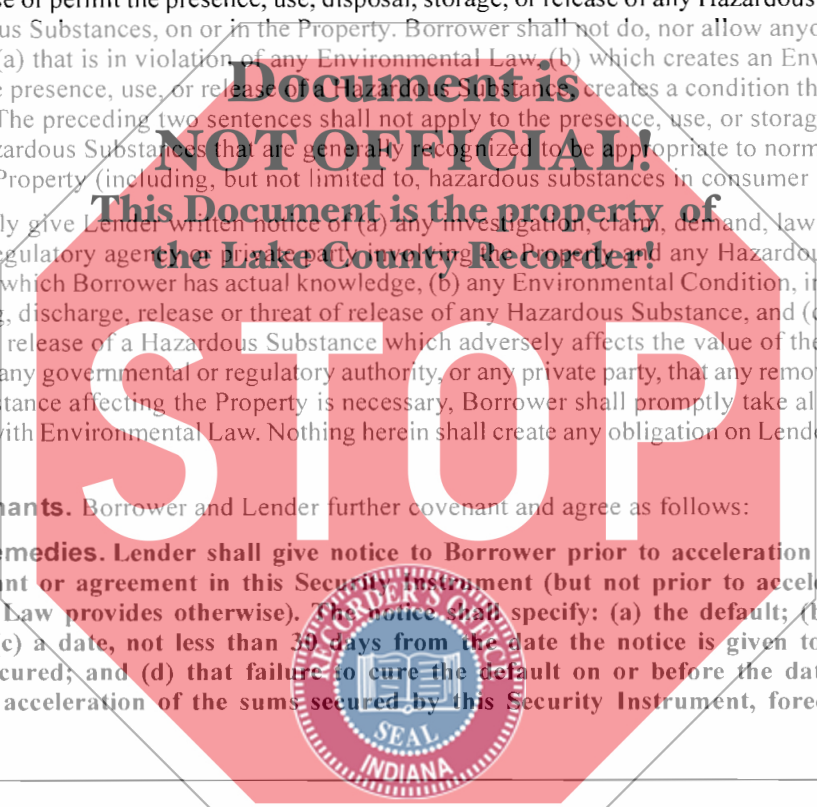 se or permit the presence, use, disposal, storage, or release of any Hazardous
us Substances, on or in the Property. Borrower shall not do, nor allow anyo
(a) that is in violation of any Environmental Law, (b) which creates an Env
e presence, use, or release of a Hazardous Substance, creates a condition th
Document is
The preceding two sentences shall not apply to the presence, use, or storag
NOT OFFICIAL!
zardous Substances that are generally recognized to be appropriate to norm
Property (including, but not limited to, hazardous substances in consumer
This Document is the property of
ly give Lender written notice of (a) any investigation, claim, demand, law
the Lake County Recorder!
egulatory agency or private party involving the Property and any Hazardou
which Borrower has actual knowledge, (b) any Environmental Condition, in
g, discharge, release or threat of release of any Hazardous Substance, and (c
release of a Hazardous Substance which adversely affects the value of the
any governmental or regulatory authority, or any private party, that any remo
stance affecting the Property is necessary, Borrower shall promptly take al
with Environmental Law. Nothing herein shall create any obligation on Lende
STOP
nants. Borrower and Lender further covenant and agree as follows:
emedies. Lender shall give notice to Borrower prior to acceleration
ant or agreement in this Security Instrument (but not prior to accele
Law provides otherwise). The notice shall specify: (a) the default; (b
c) a date, not less than 30 days from the date the notice is given to
cured; and (d) that failure to cure the default on or before the dat
acceleration of the sums secured by this Security Instrument, fore
RECORDER'S OFFICE
SEAL
INDIANA